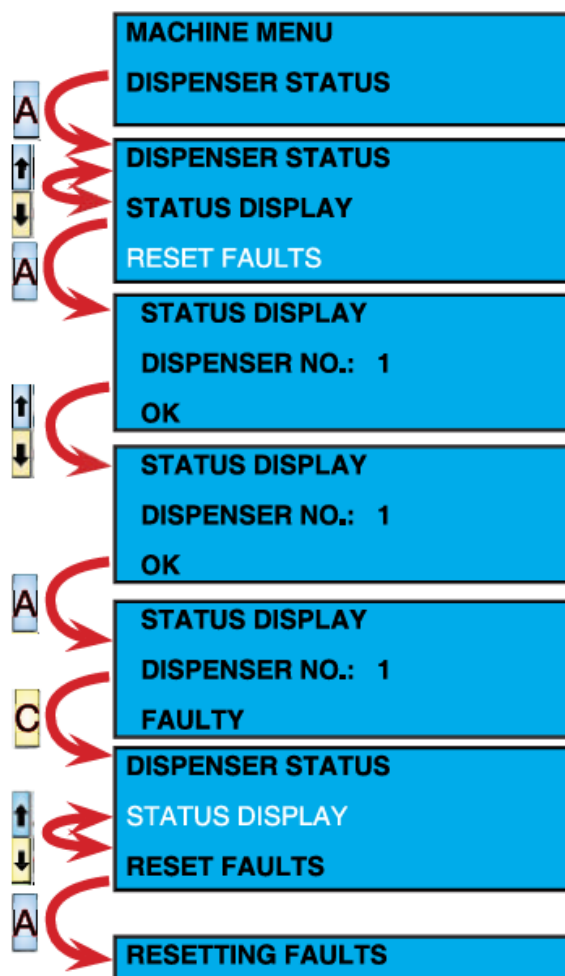 MACHINE MENU
DISPENSER STATUS
A
DISPENSER STATUS
↑
STATUS DISPLAY
↓
A
RESET FAULTS
STATUS DISPLAY
DISPENSER NO.: 1
↑
OK
↓
STATUS DISPLAY
DISPENSER NO.: 1
OK
A
STATUS DISPLAY
DISPENSER NO.: 1
C
FAULTY
DISPENSER STATUS
↑
STATUS DISPLAY
↓
RESET FAULTS
A
RESETTING FAULTS